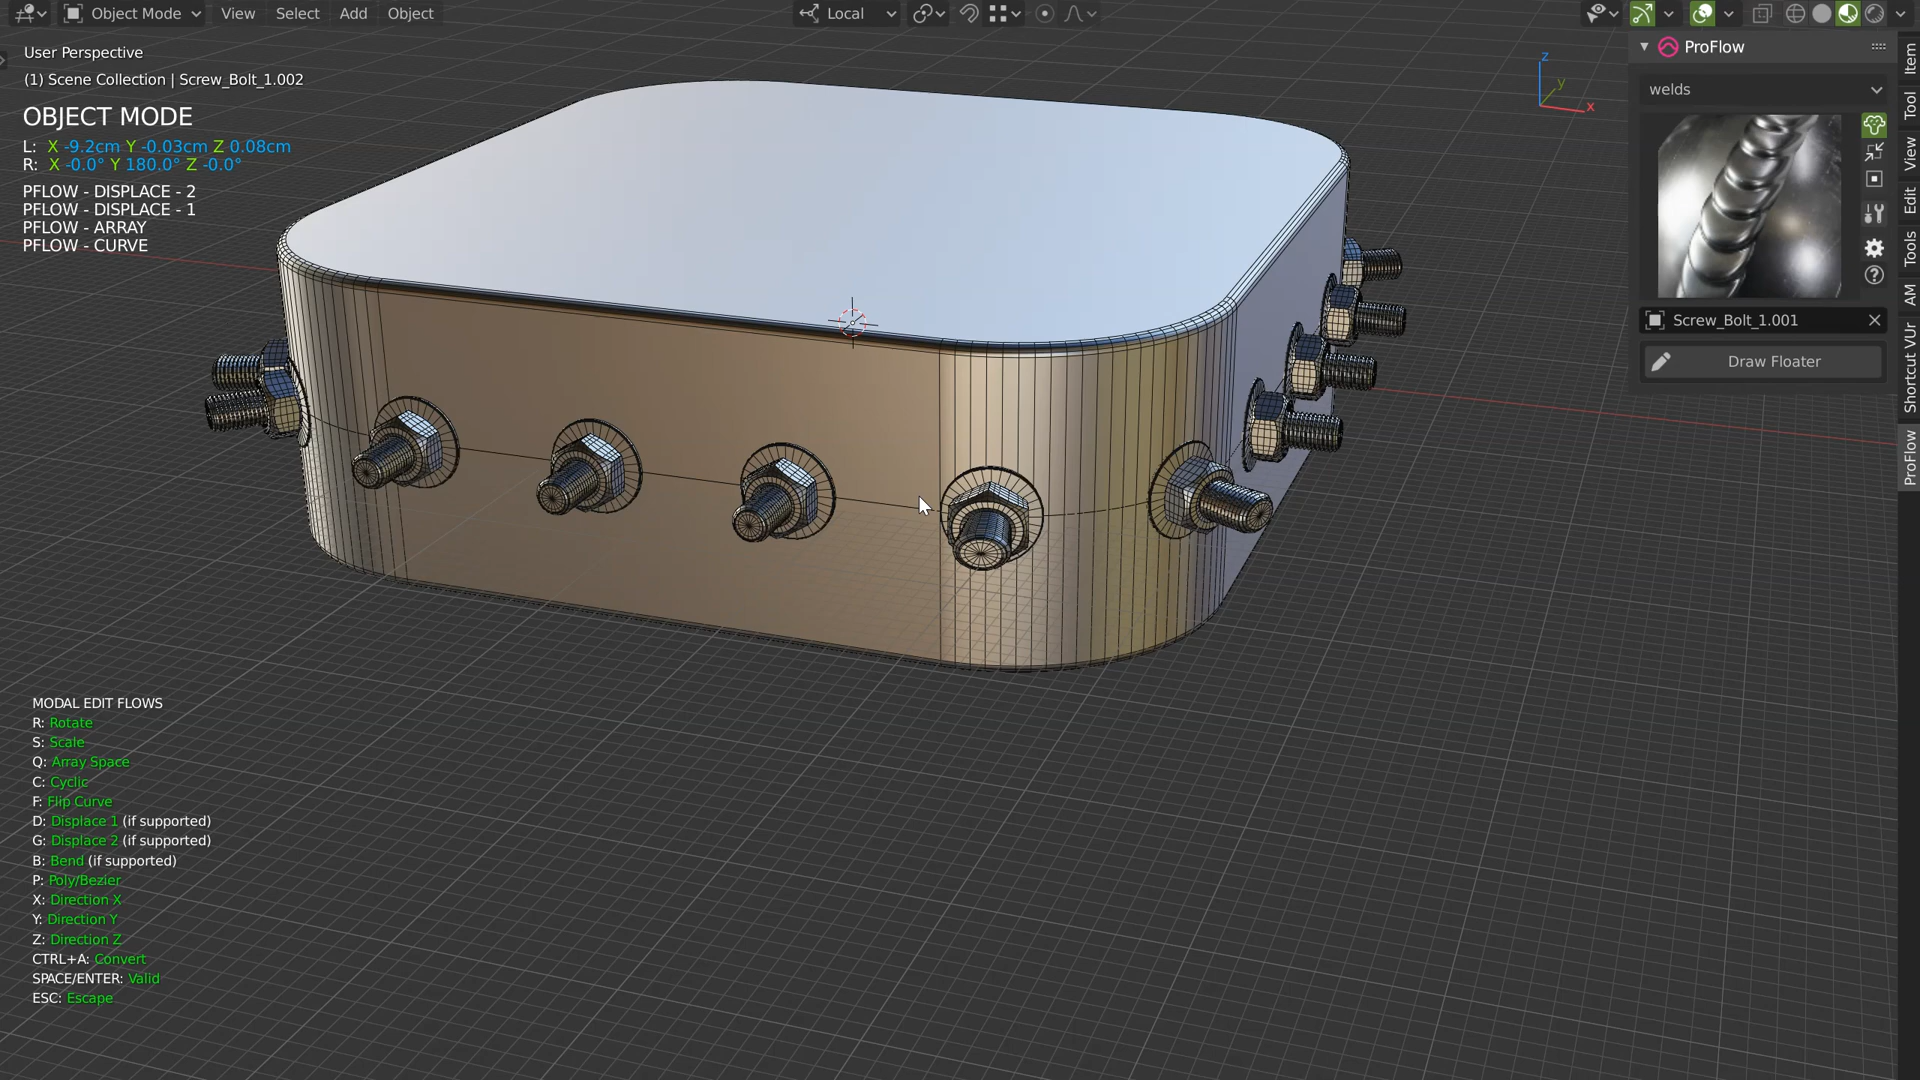 Object Mode View Select Add Object Local
User Perspective
(1) Scene Collection | Screw_Bolt_1.002
OBJECT MODE
L: X -9.2cm Y -0.03cm Z 0.08cm
R: X -0.0° Y 180.0° Z -0.0°
PFLOW - DISPLACE - 2
PFLOW - DISPLACE - 1
PFLOW - ARRAY
PFLOW - CURVE
z
y
x
ProFlow
welds
Screw_Bolt_1.001
Draw Floater
Item
Tool
View
Edit
Tools
AM
Shortcut VUr
ProFlow
MODAL EDIT FLOWS
R: Rotate
S: Scale
Q: Array Space
C: Cyclic
F: Flip Curve
D: Displace 1 (if supported)
G: Displace 2 (if supported)
B: Bend (if supported)
P: Poly/Bezier
X: Direction X
Y: Direction Y
Z: Direction Z
CTRL+A: Convert
SPACE/ENTER: Valid
ESC: Escape